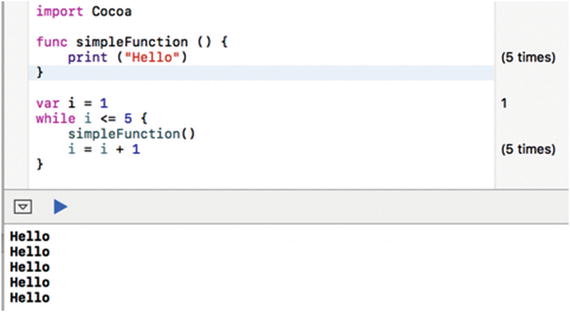 import Cocoa
func simpleFunction () {
print ("Hello")
(5 times)
}
var i = 1
1
while i <= 5 {
simpleFunction()
i = i + 1
(5 times)
}
Hello
Hello
Hello
Hello
Hello